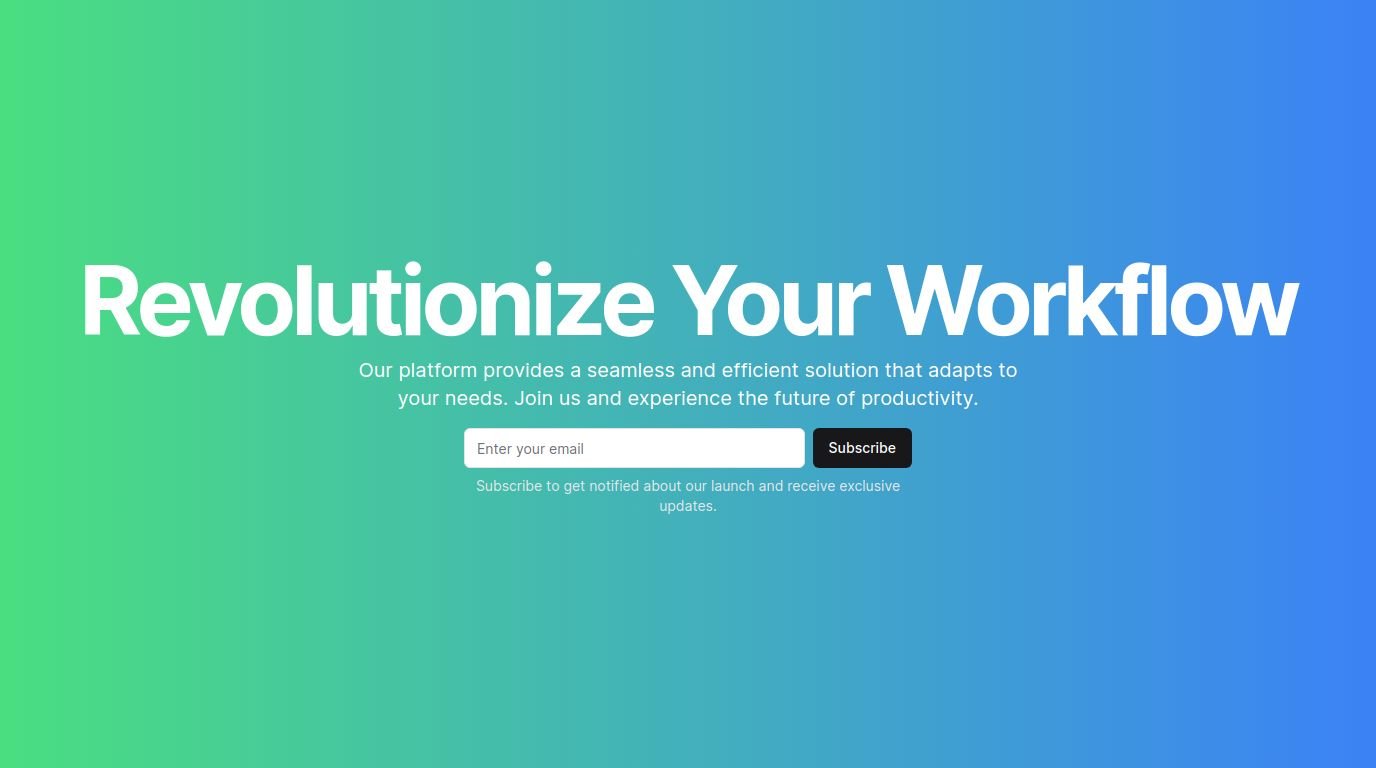 Revolutionize Your Workflow
Our platform provides a seamless and efficient solution that adapts to
your needs. Join us and experience the future of productivity.
Enter your email
Subscribe
Subscribe to get notified about our launch and receive exclusive
updates.